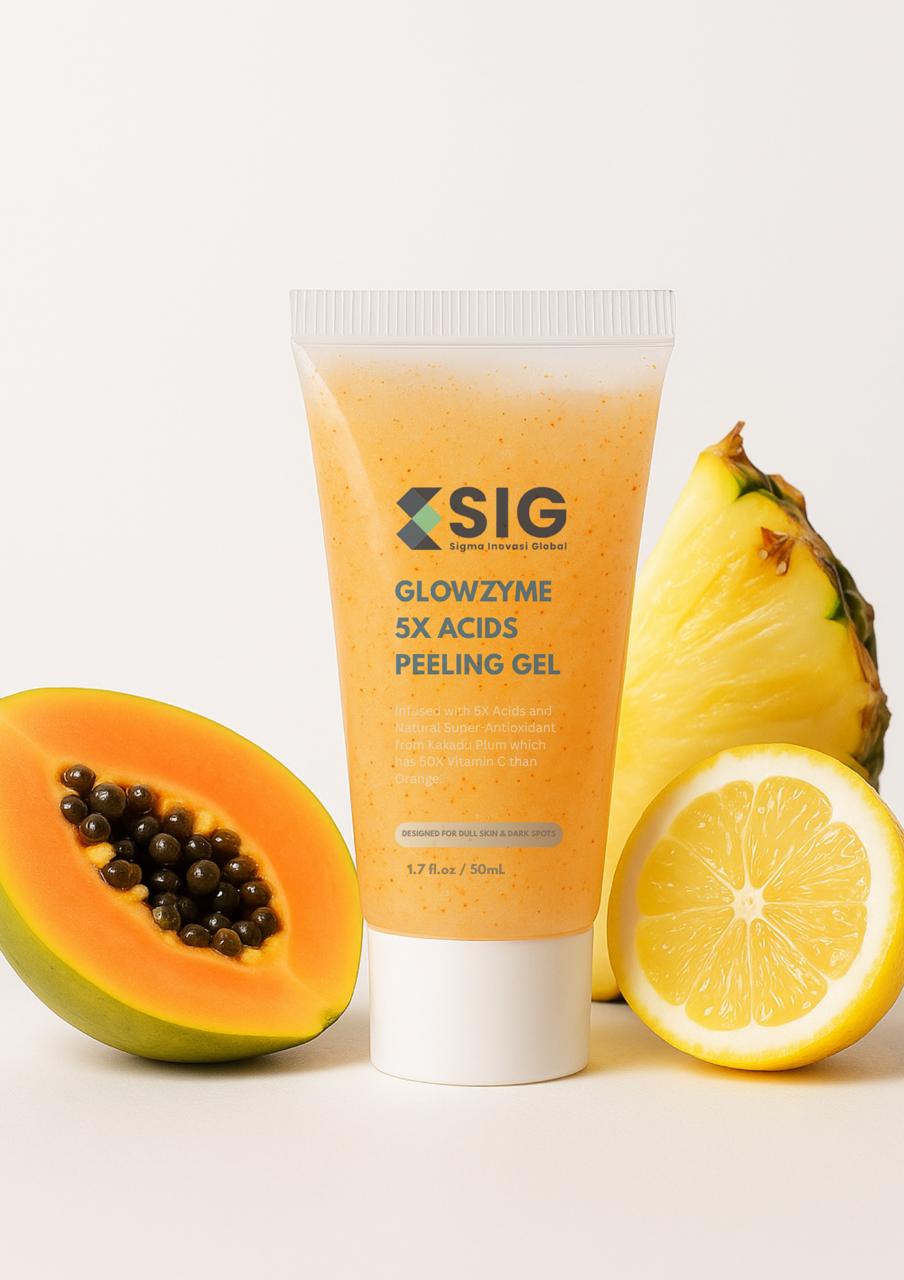 SIG
Sigma Inovasi Global
GLOWZYME
5X ACIDS
PEELING GEL
Infused with 5X Acids and
Natural Super-Antioxidant
from Kakadu Plum which
has 50X Vitamin C than
Orange.
DESIGNED FOR DULL SKIN & DARK SPOTS
1.7 fl.oz / 50mL